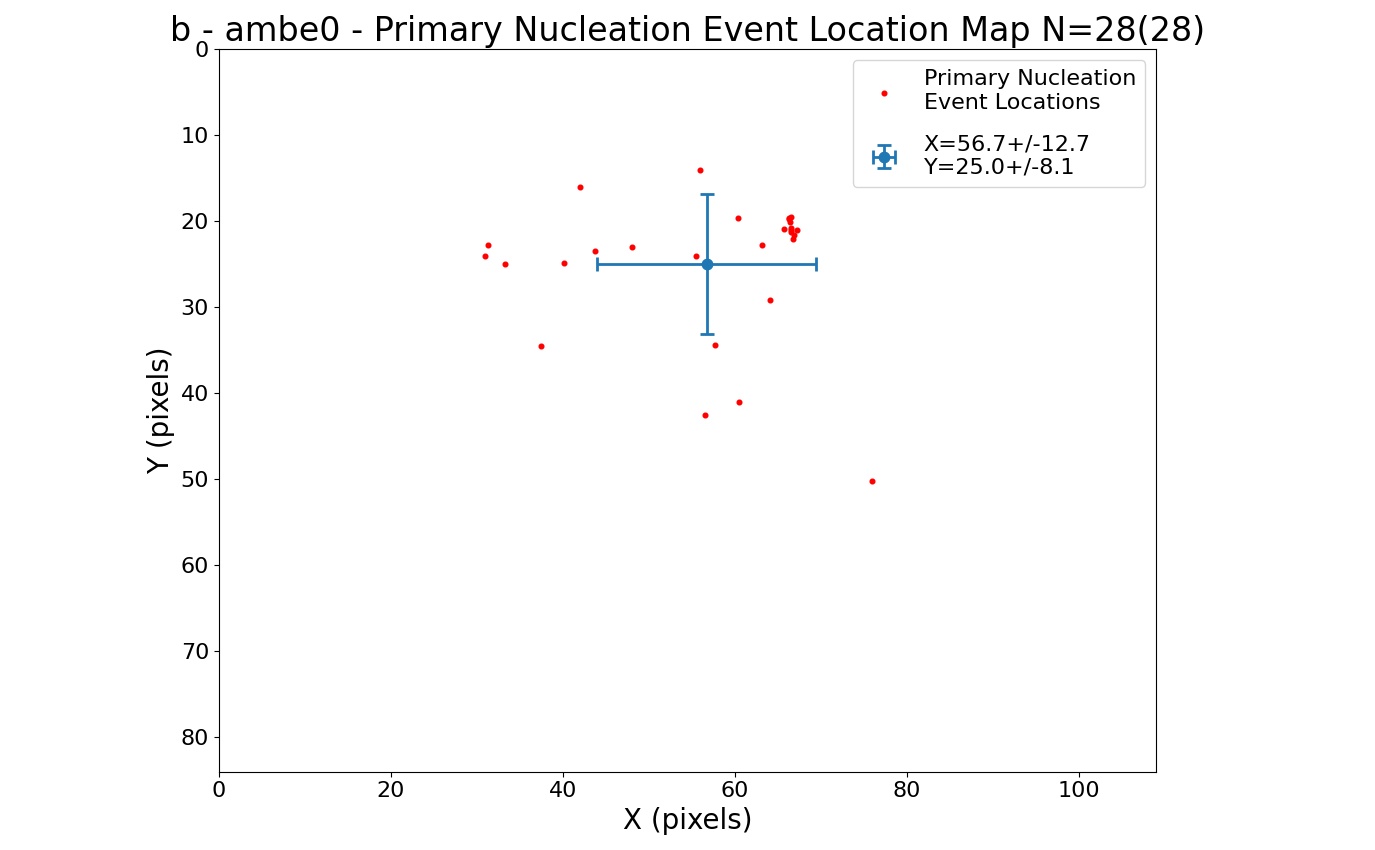 b - ambe0 - Primary Nucleation Event Location Map N=28(28)
Primary Nucleation
Event Locations
X=56.7+/-12.7
Y=25.0+/-8.1
Y (pixels)
0
10
20
30
40
50
60
70
80
0 20 40 60 80 100
X (pixels)